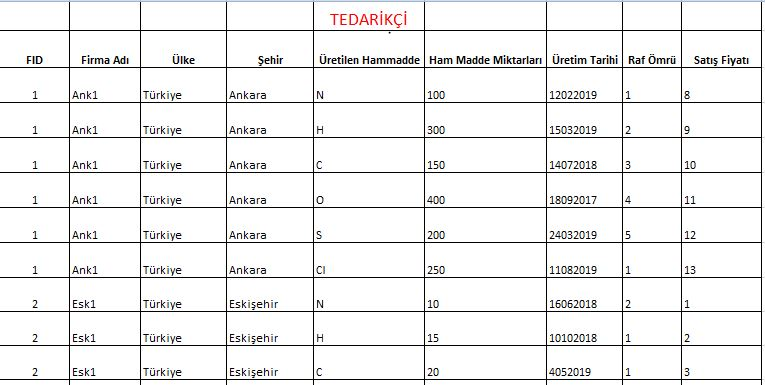 TEDARİKÇİ
FID Firma Adı Ülke Şehir Üretilen Hammadde Ham Madde Miktarları Üretim Tarihi Raf Ömrü Satış Fiyatı
1 Ank1 Türkiye Ankara N 100 12022019 1 8
1 Ank1 Türkiye Ankara H 300 15032019 2 9
1 Ank1 Türkiye Ankara C 150 14072018 3 10
1 Ank1 Türkiye Ankara O 400 18092017 4 11
1 Ank1 Türkiye Ankara S 200 24032019 5 12
1 Ank1 Türkiye Ankara Cl 250 11082019 1 13
2 Esk1 Türkiye Eskişehir N 10 16062018 2 1
2 Esk1 Türkiye Eskişehir H 15 10102018 1 2
2 Esk1 Türkiye Eskişehir C 20 4052019 1 3